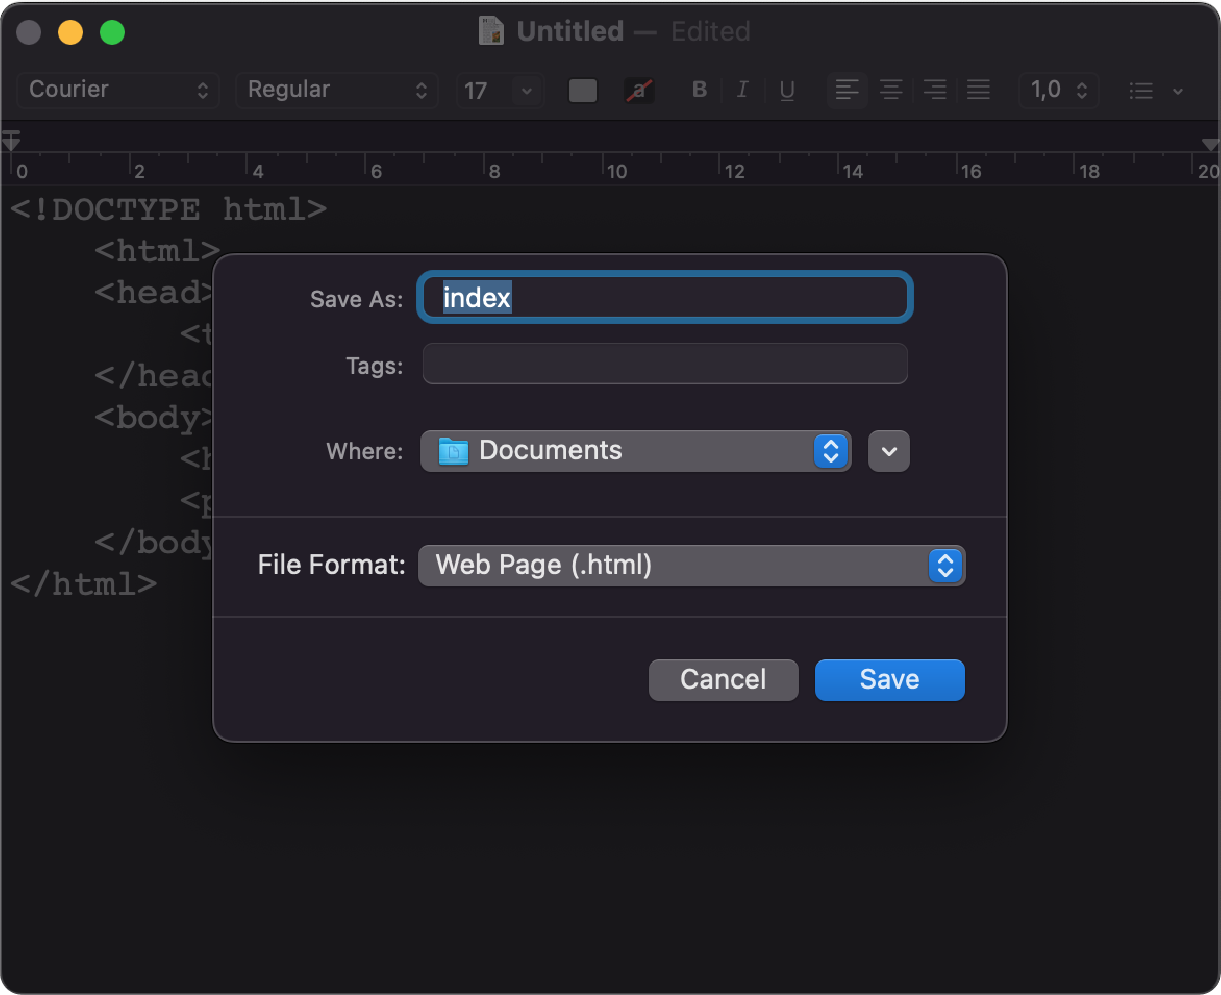 Untitled — Edited
Courier Regular 17 a B I U 1,0
0 2 4 6 8 10 12 14 16 18 20
<!DOCTYPE html>
<html>
<head>
<t
</head
<body>
<h
<p
</body
</html>
Save As: index
Tags:
Where: Documents
File Format: Web Page (.html)
Cancel Save